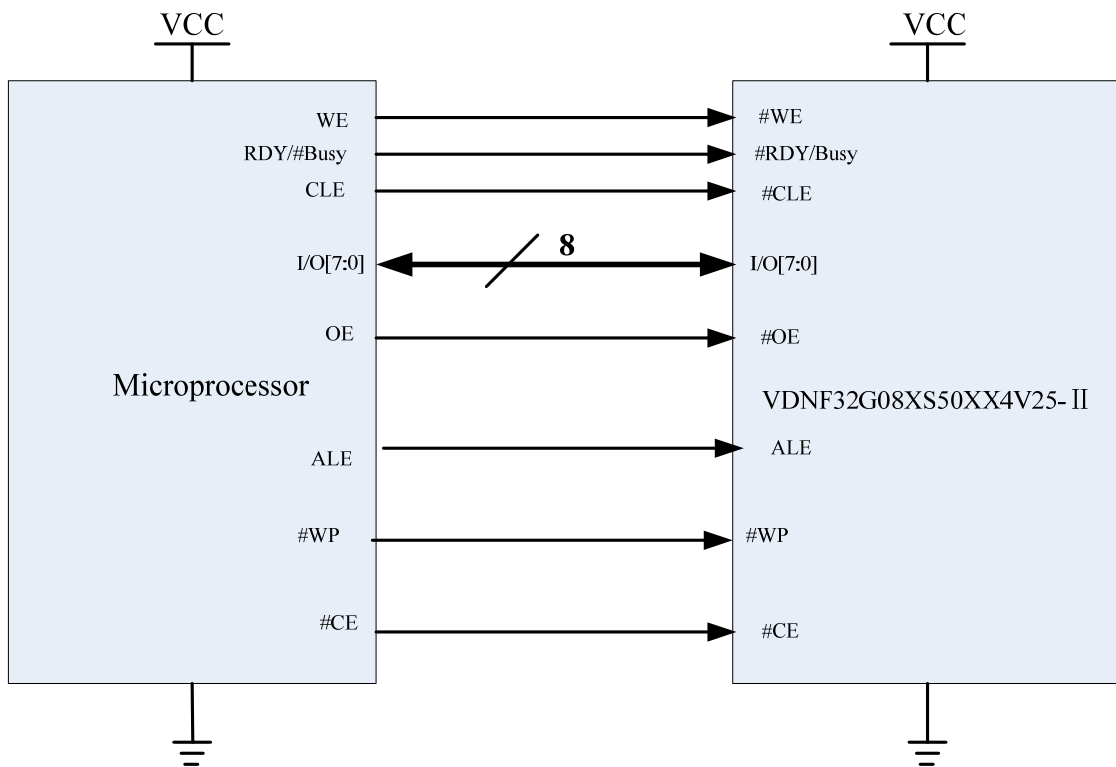 VCC
VCC
WE
#WE
RDY/#Busy
#RDY/Busy
CLE
#CLE
8
I/O[7:0]
I/O[7:0]
OE
#OE
Microprocessor
VDNF32G08XS50XX4V25-Ⅱ
ALE
ALE
#WP
#WP
#CE
#CE